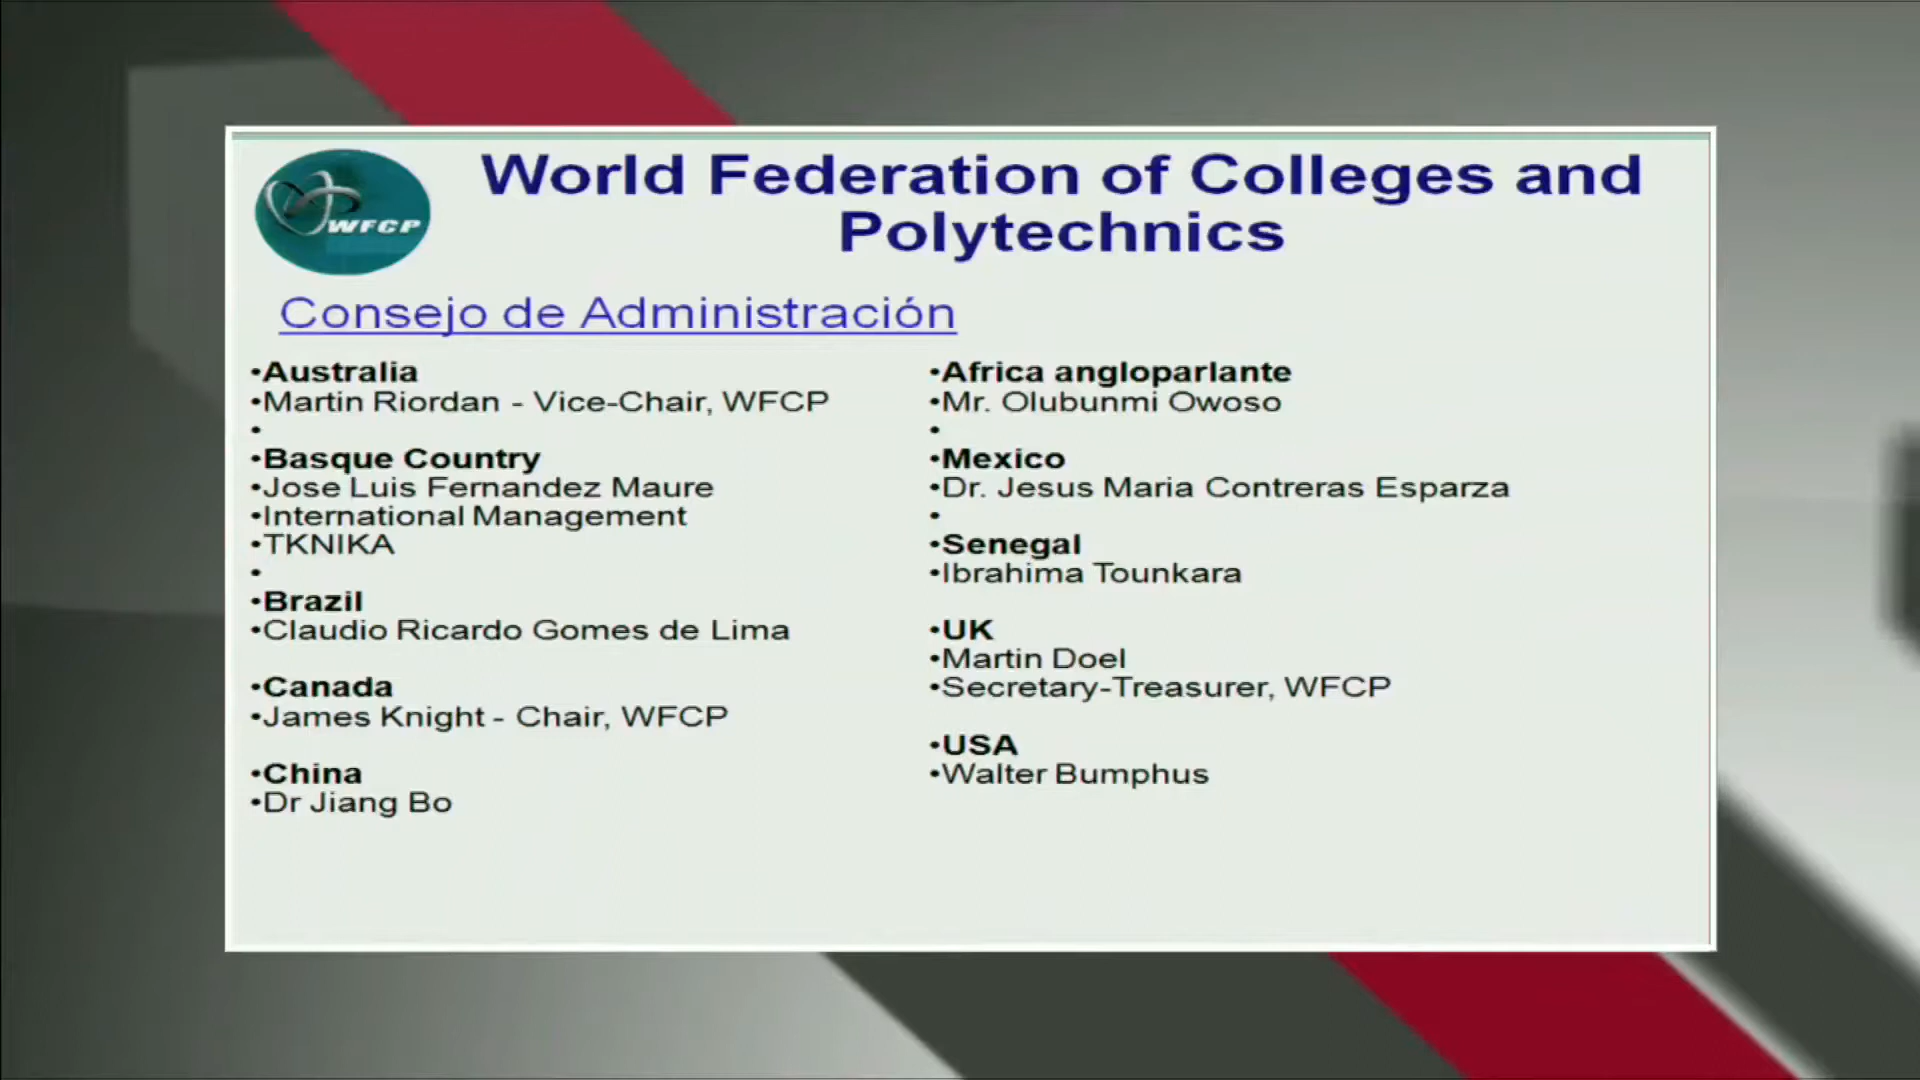 WFCP
World Federation of Colleges and
Polytechnics
Consejo de Administración
•Australia
•Martin Riordan - Vice-Chair, WFCP
•
•Basque Country
•Jose Luis Fernandez Maure
•International Management
•TKNIKA
•
•Brazil
•Claudio Ricardo Gomes de Lima
•Canada
•James Knight - Chair, WFCP
•China
•Dr Jiang Bo
•Africa angloparlante
•Mr. Olubunmi Owoso
•
•Mexico
•Dr. Jesus Maria Contreras Esparza
•
•Senegal
•Ibrahima Tounkara
•UK
•Martin Doel
•Secretary-Treasurer, WFCP
•USA
•Walter Bumphus